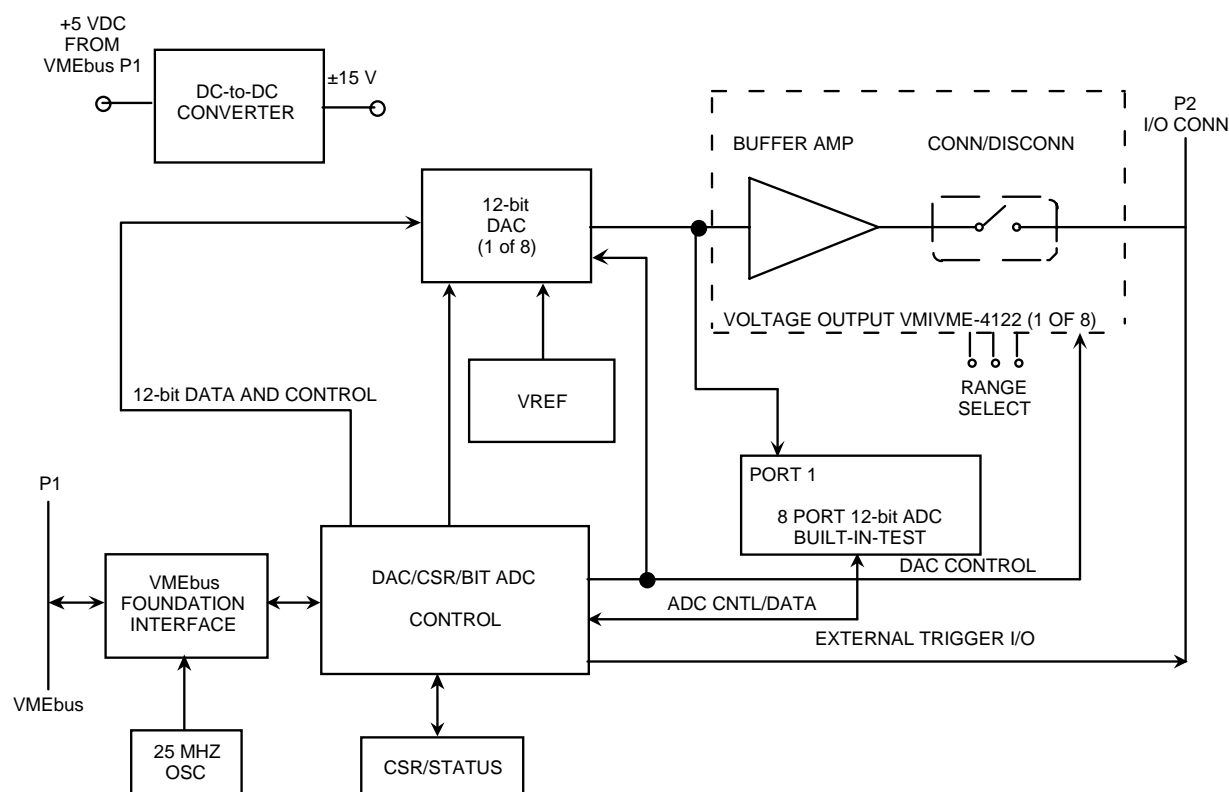 +5 VDC
FROM
VMEbus P1
DC-to-DC
CONVERTER
±15 V
P2
I/O CONN
BUFFER AMP
CONN/DISCONN
12-bit
DAC
(1 of 8)
VOLTAGE OUTPUT VMIVME-4122 (1 OF 8)
RANGE
SELECT
12-bit DATA AND CONTROL
VREF
PORT 1
8 PORT 12-bit ADC
BUILT-IN-TEST
P1
VMEbus
FOUNDATION
INTERFACE
DAC/CSR/BIT ADC
CONTROL
DAC CONTROL
ADC CNTL/DATA
EXTERNAL TRIGGER I/O
VMEbus
25 MHZ
OSC
CSR/STATUS